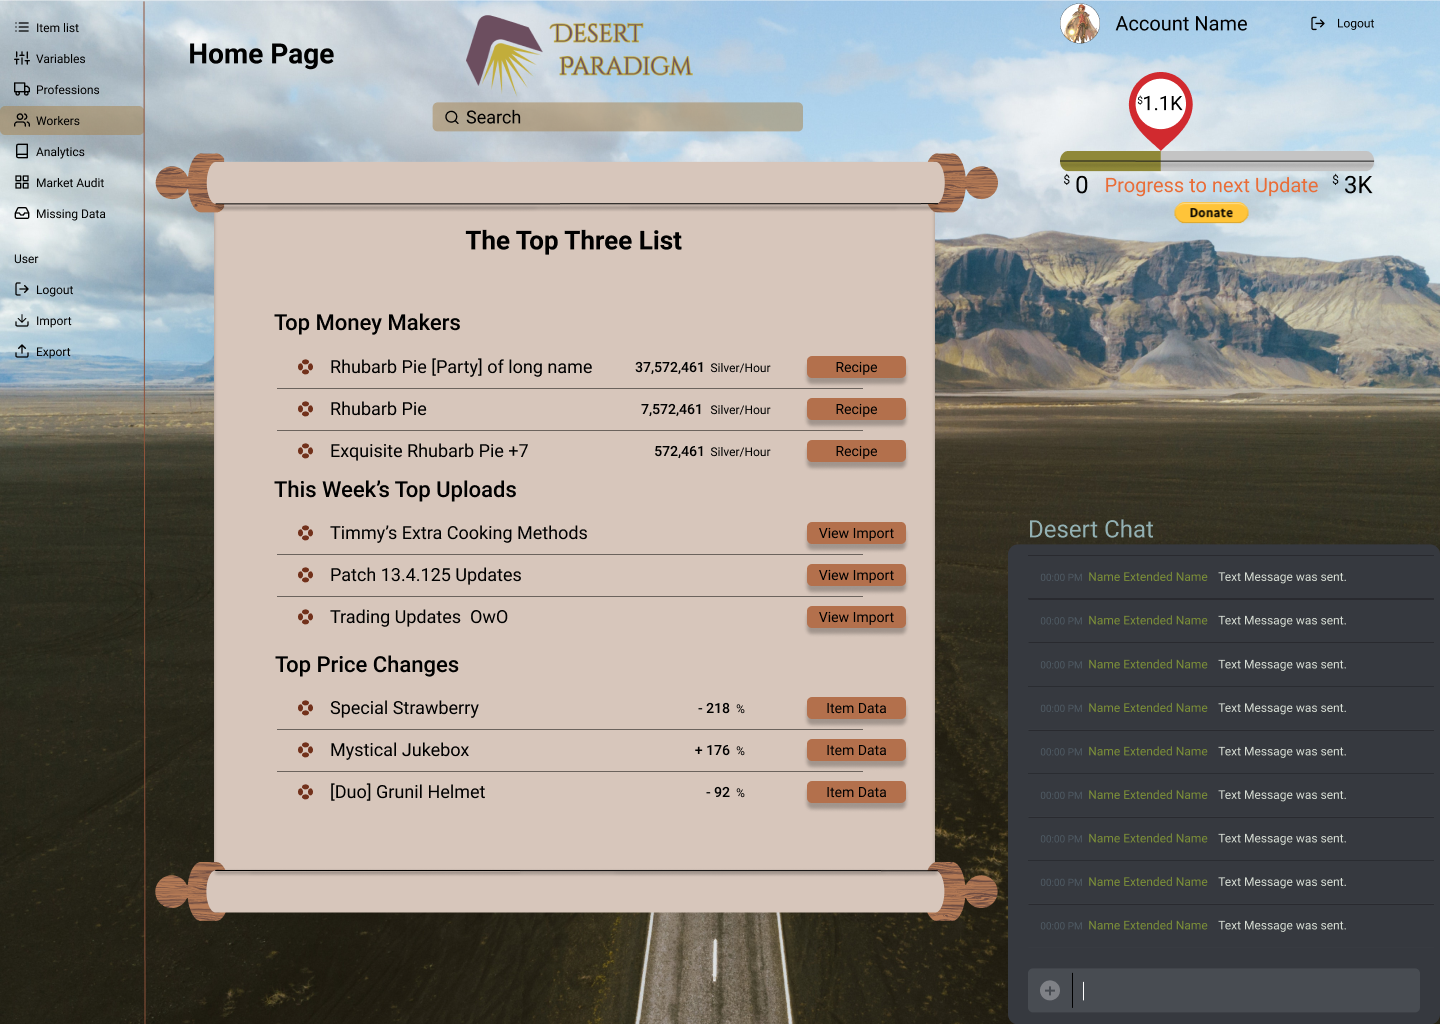 Item list
Variables
Professions
Workers
Analytics
Market Audit
Missing Data
User
Logout
Import
Export
Home Page
DESERT
PARADIGM
Search
Account Name
Logout
$1.1K
$ 0 Progress to next Update $ 3K
Donate
The Top Three List
Top Money Makers
Rhubarb Pie [Party] of long name 37,572,461 Silver/Hour Recipe
Rhubarb Pie 7,572,461 Silver/Hour Recipe
Exquisite Rhubarb Pie +7 572,461 Silver/Hour Recipe
This Week’s Top Uploads
Timmy’s Extra Cooking Methods View Import
Patch 13.4.125 Updates View Import
Trading Updates OwO View Import
Top Price Changes
Special Strawberry - 218 % Item Data
Mystical Jukebox + 176 % Item Data
[Duo] Grunil Helmet - 92 % Item Data
Desert Chat
00:00 PM Name Extended Name Text Message was sent.
00:00 PM Name Extended Name Text Message was sent.
00:00 PM Name Extended Name Text Message was sent.
00:00 PM Name Extended Name Text Message was sent.
00:00 PM Name Extended Name Text Message was sent.
00:00 PM Name Extended Name Text Message was sent.
00:00 PM Name Extended Name Text Message was sent.
00:00 PM Name Extended Name Text Message was sent.
00:00 PM Name Extended Name Text Message was sent.